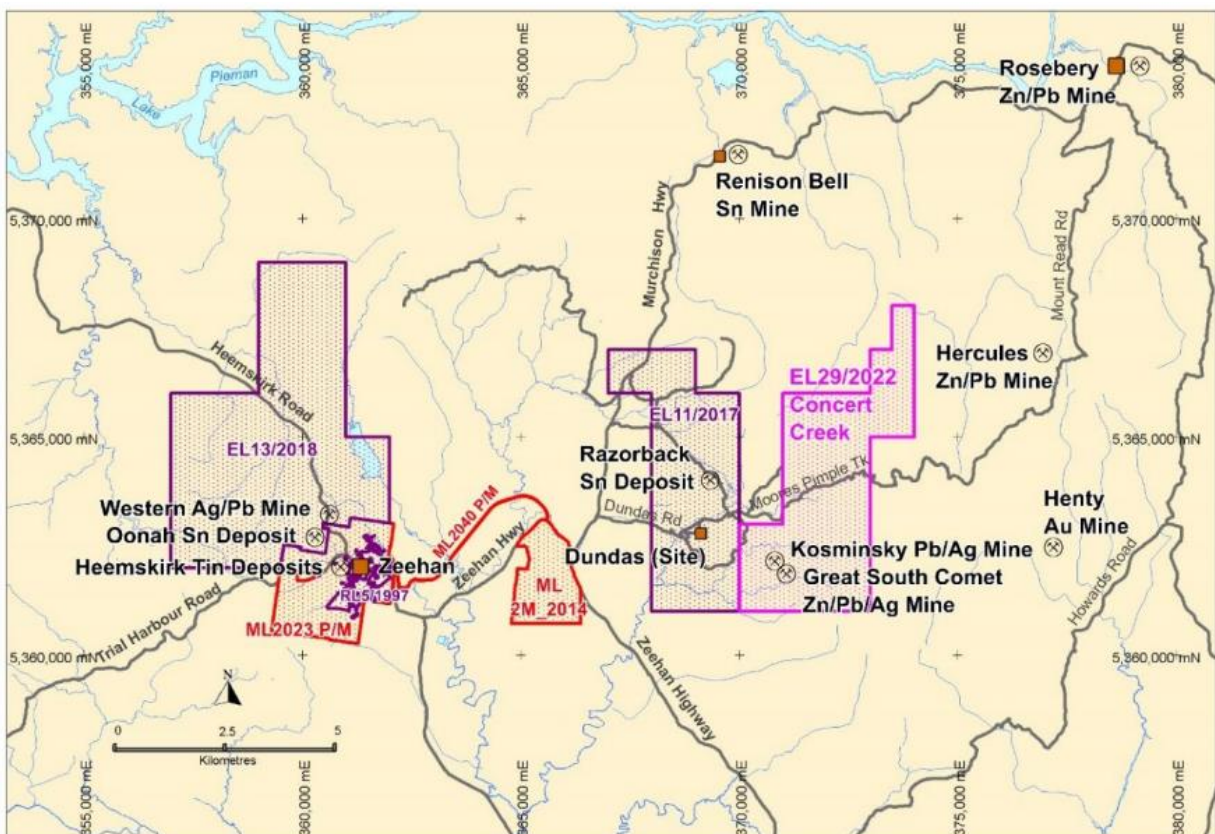 355,000 mE
360,000 mE
365,000 mE
370,000 mE
375,000 mE
380,000 mE
Lake
Pieman
Rosebery
Zn/Pb Mine
Renison Bell
Sn Mine
5,370,000 mN
5,370,000 mN
Murchison Hwy
Mount Read Rd
Heemskirk Road
Hercules
Zn/Pb Mine
EL29/2022
Concert
Creek
EL11/2017
EL13/2018
5,365,000 mN
5,365,000 mN
Razorback
Sn Deposit
Moores Pimple Tk
Western Ag/Pb Mine
Oonah Sn Deposit
Heemskirk Tin Deposits
Zeehan
RL5/1997
ML2023 P/M
ML2040 P/M
Zeehan Hwy
Dundas Rd
Dundas (Site)
ML
2M_2014
Henty
Au Mine
Kosminsky Pb/Ag Mine
Great South Comet
Zn/Pb/Ag Mine
Howards Road
Trial Harbour Road
5,360,000 mN
5,360,000 mN
Zeehan Highway
N
0
2.5
5
Kilometres
355,000 mE
360,000 mE
365,000 mE
370,000 mE
375,000 mE
380,000 mE